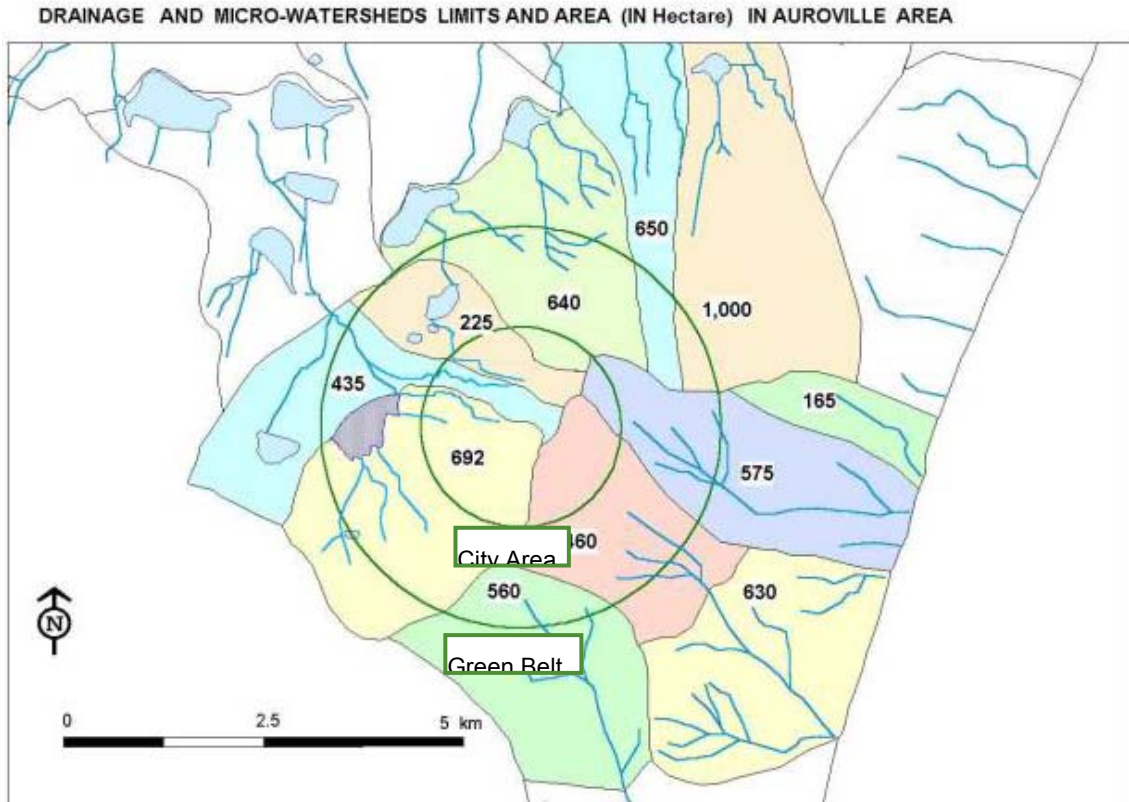 DRAINAGE AND MICRO-WATERSHEDS LIMITS AND AREA (IN Hectare) IN AUROVILLE AREA
650
640
1,000
225
435
165
692
575
460
City Area
560
630
Green Belt
N
0 2.5 5 km